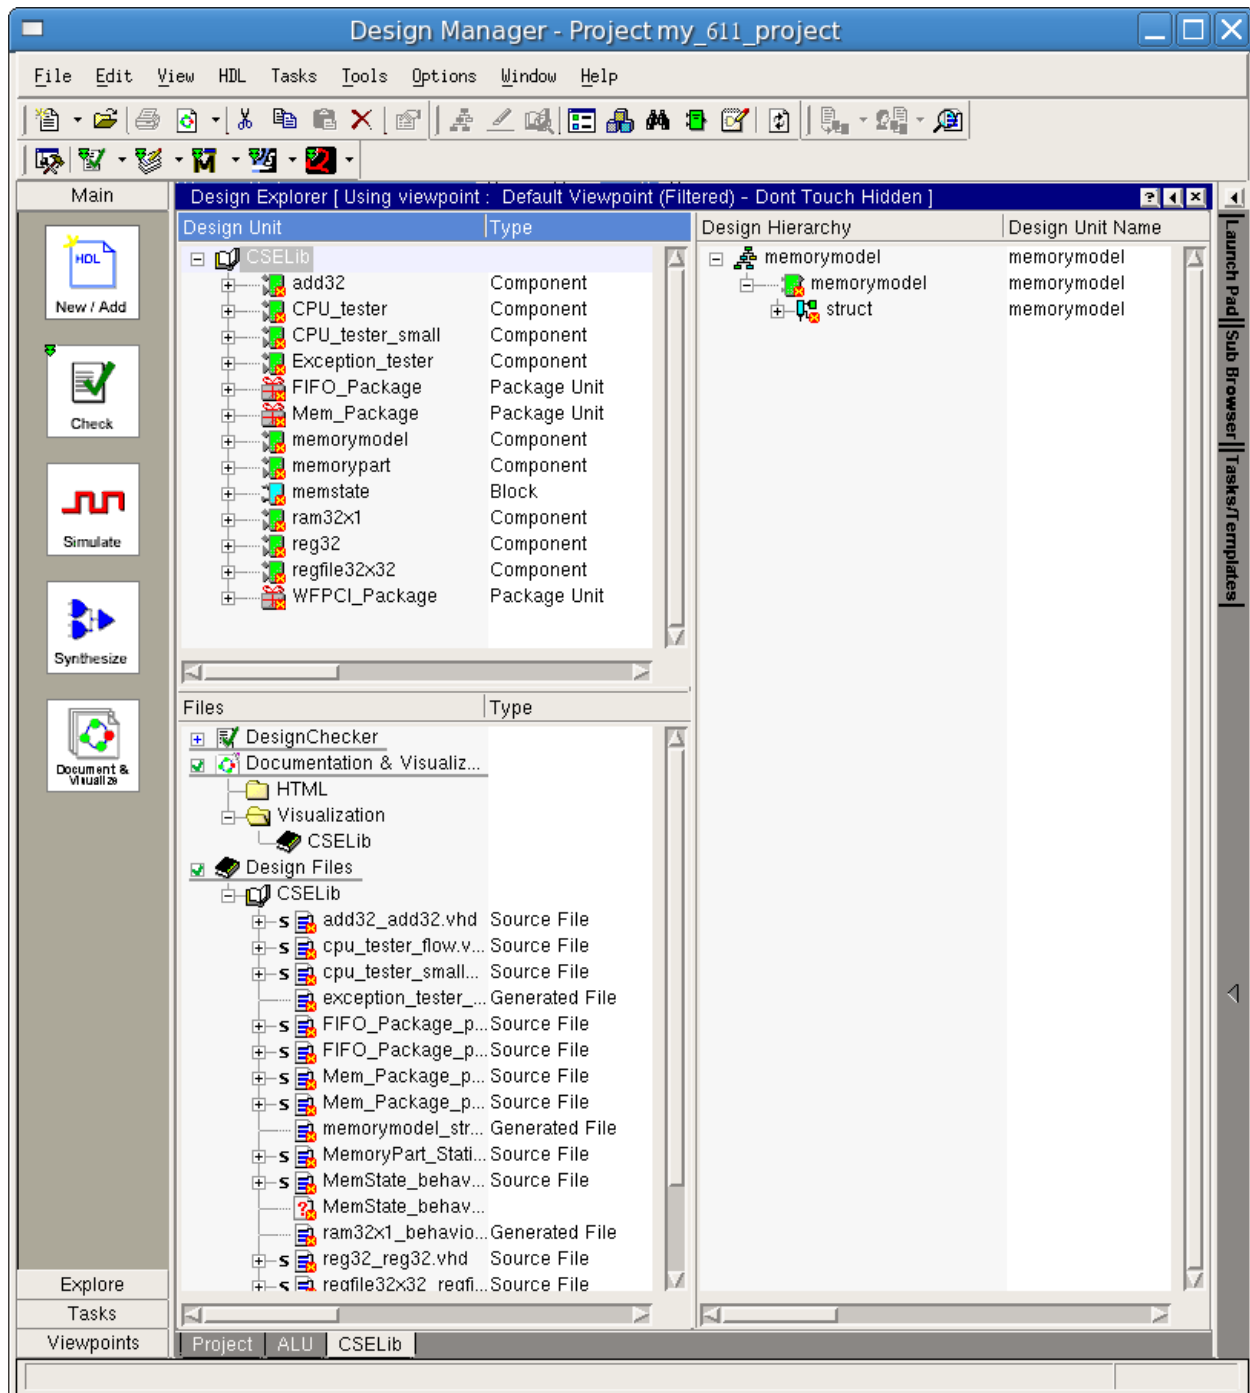 Design Manager - Project my_611_project
File Edit View HDL Tasks Tools Options Window Help
Main
HDL
New / Add
Check
Simulate
Synthesize
Document &
Visualize
Explore
Tasks
Viewpoints
Design Explorer [ Using viewpoint : Default Viewpoint (Filtered) - Dont Touch Hidden ]
Design Unit Type
CSELib
add32 Component
CPU_tester Component
CPU_tester_small Component
Exception_tester Component
FIFO_Package Package Unit
Mem_Package Package Unit
memorymodel Component
memorypart Component
memstate Block
ram32x1 Component
reg32 Component
regfile32x32 Component
WFPCI_Package Package Unit
Files Type
DesignChecker
Documentation & Visualiz...
HTML
Visualization
CSELib
Design Files
CSELib
S add32_add32.vhd Source File
S cpu_tester_flow.v... Source File
S cpu_tester_small... Source File
exception_tester_... Generated File
S FIFO_Package_p... Source File
S FIFO_Package_p... Source File
S Mem_Package_p... Source File
S Mem_Package_p... Source File
memorymodel_str... Generated File
S MemoryPart_Stati... Source File
S MemState_behav... Source File
MemState_behav...
ram32x1_behavio... Generated File
S reg32_reg32.vhd Source File
S regfile32x32_regfi... Source File
Project ALU CSELib
Design Hierarchy Design Unit Name
memorymodel memorymodel
memorymodel memorymodel
struct memorymodel
Launch Pad
Sub Browser
Tasks/Templates